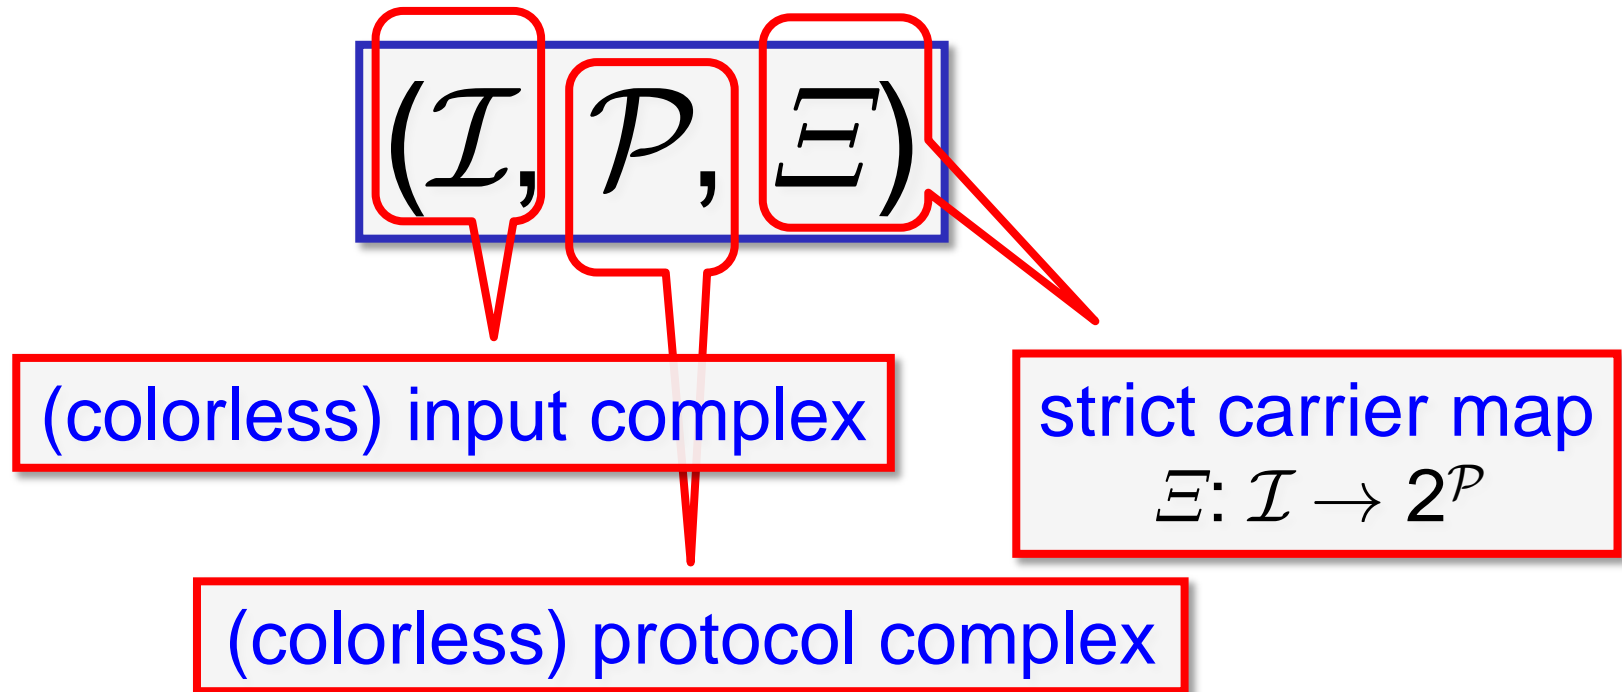 (ℐ, 𝒫, Ξ)
(colorless) input complex
strict carrier map
Ξ: ℐ → 2^𝒫
(colorless) protocol complex